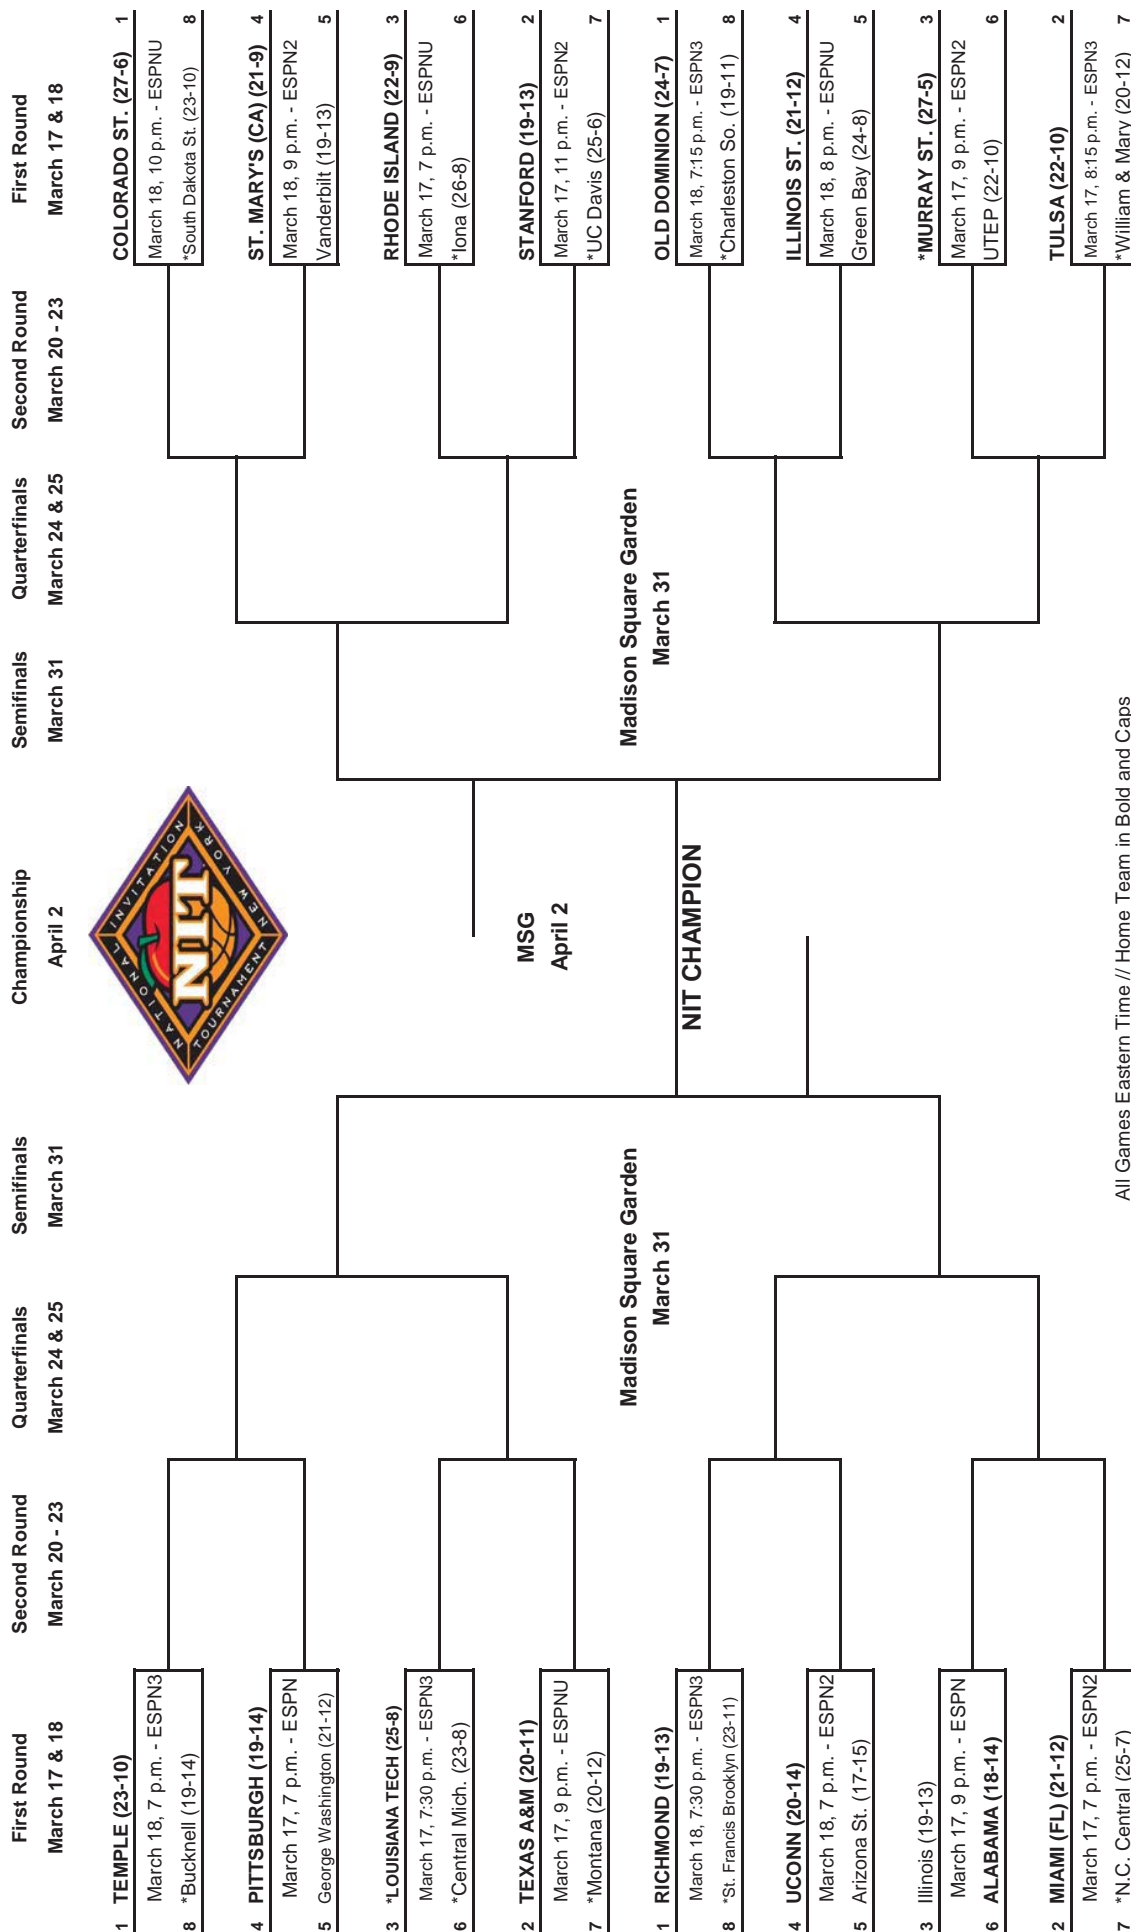 First Round
Second Round
Quarterfinals
Semifinals
Championship
Semifinals
Quarterfinals
Second Round
First Round
March 17 & 18
March 20 - 23
March 24 & 25
March 31
April 2
March 31
March 24 & 25
March 20 - 23
March 17 & 18
1 TEMPLE (23-10)
March 18, 7 p.m. - ESPN3
8 *Bucknell (19-14)
4 PITTSBURGH (19-14)
March 17, 7 p.m. - ESPN
5 George Washington (21-12)
3 *LOUISIANA TECH (25-8)
March 17, 7:30 p.m. - ESPN3
6 *Central Mich. (23-8)
2 TEXAS A&M (20-11)
March 17, 9 p.m. - ESPNU
7 *Montana (20-12)
1 RICHMOND (19-13)
March 18, 7:30 p.m. - ESPN3
8 *St. Francis Brooklyn (23-11)
4 UCONN (20-14)
March 18, 7 p.m. - ESPN2
5 Arizona St. (17-15)
3 Illinois (19-13)
March 17, 9 p.m. - ESPN
6 ALABAMA (18-14)
2 MIAMI (FL) (21-12)
March 17, 7 p.m. - ESPN2
7 *N.C. Central (25-7)
Madison Square Garden
March 31
NATIONAL INVITATION
NIT
TOURNAMENT NEW YORK
MSG
April 2
NIT CHAMPION
Madison Square Garden
March 31
COLORADO ST. (27-6) 1
March 18, 10 p.m. - ESPNU
*South Dakota St. (23-10) 8
ST. MARY'S (CA) (21-9) 4
March 18, 9 p.m. - ESPN2
Vanderbilt (19-13) 5
RHODE ISLAND (22-9) 3
March 17, 7 p.m. - ESPNU
*Iona (26-8) 6
STANFORD (19-13) 2
March 17, 11 p.m. - ESPN2
*UC Davis (25-6) 7
OLD DOMINION (24-7) 1
March 18, 7:15 p.m. - ESPN3
*Charleston So. (19-11) 8
ILLINOIS ST. (21-12) 4
March 18, 8 p.m. - ESPNU
Green Bay (24-8) 5
*MURRAY ST. (27-5) 3
March 17, 9 p.m. - ESPN2
UTEP (22-10) 6
TULSA (22-10) 2
March 17, 8:15 p.m. - ESPN3
*William & Mary (20-12) 7
All Games Eastern Time // Home Team in Bold and Caps